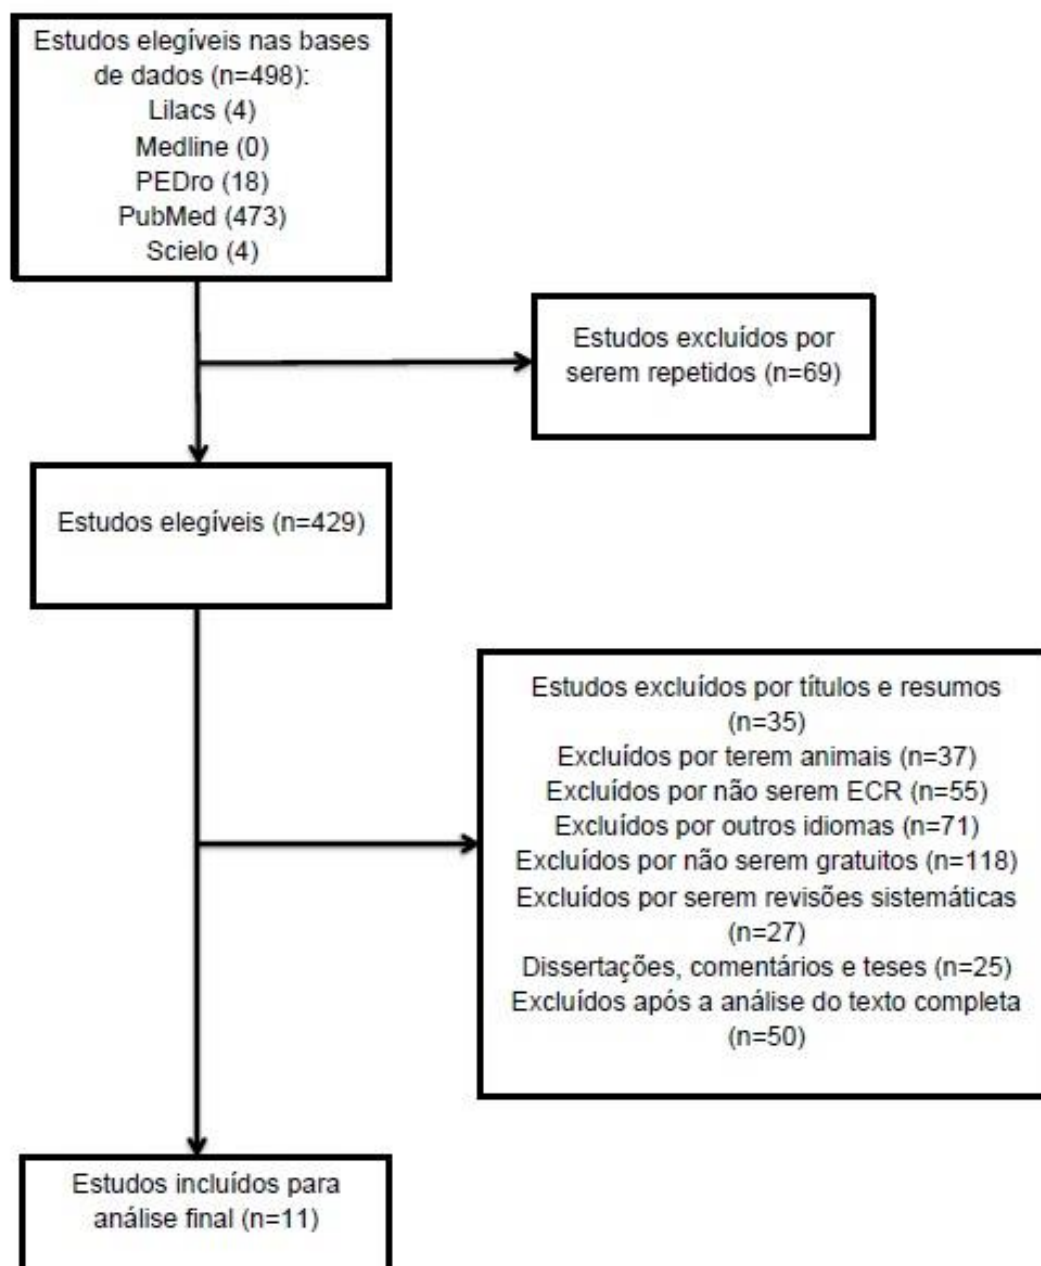 Estudos elegíveis nas bases
de dados (n=498):
Lilacs (4)
Medline (0)
PEDro (18)
PubMed (473)
Scielo (4)
Estudos excluídos por
serem repetidos (n=69)
Estudos elegíveis (n=429)
Estudos excluídos por títulos e resumos
(n=35)
Excluídos por terem animais (n=37)
Excluídos por não serem ECR (n=55)
Excluídos por outros idiomas (n=71)
Excluídos por não serem gratuitos (n=118)
Excluídos por serem revisões sistemáticas
(n=27)
Dissertações, comentários e teses (n=25)
Excluídos após a análise do texto completa
(n=50)
Estudos incluídos para
análise final (n=11)